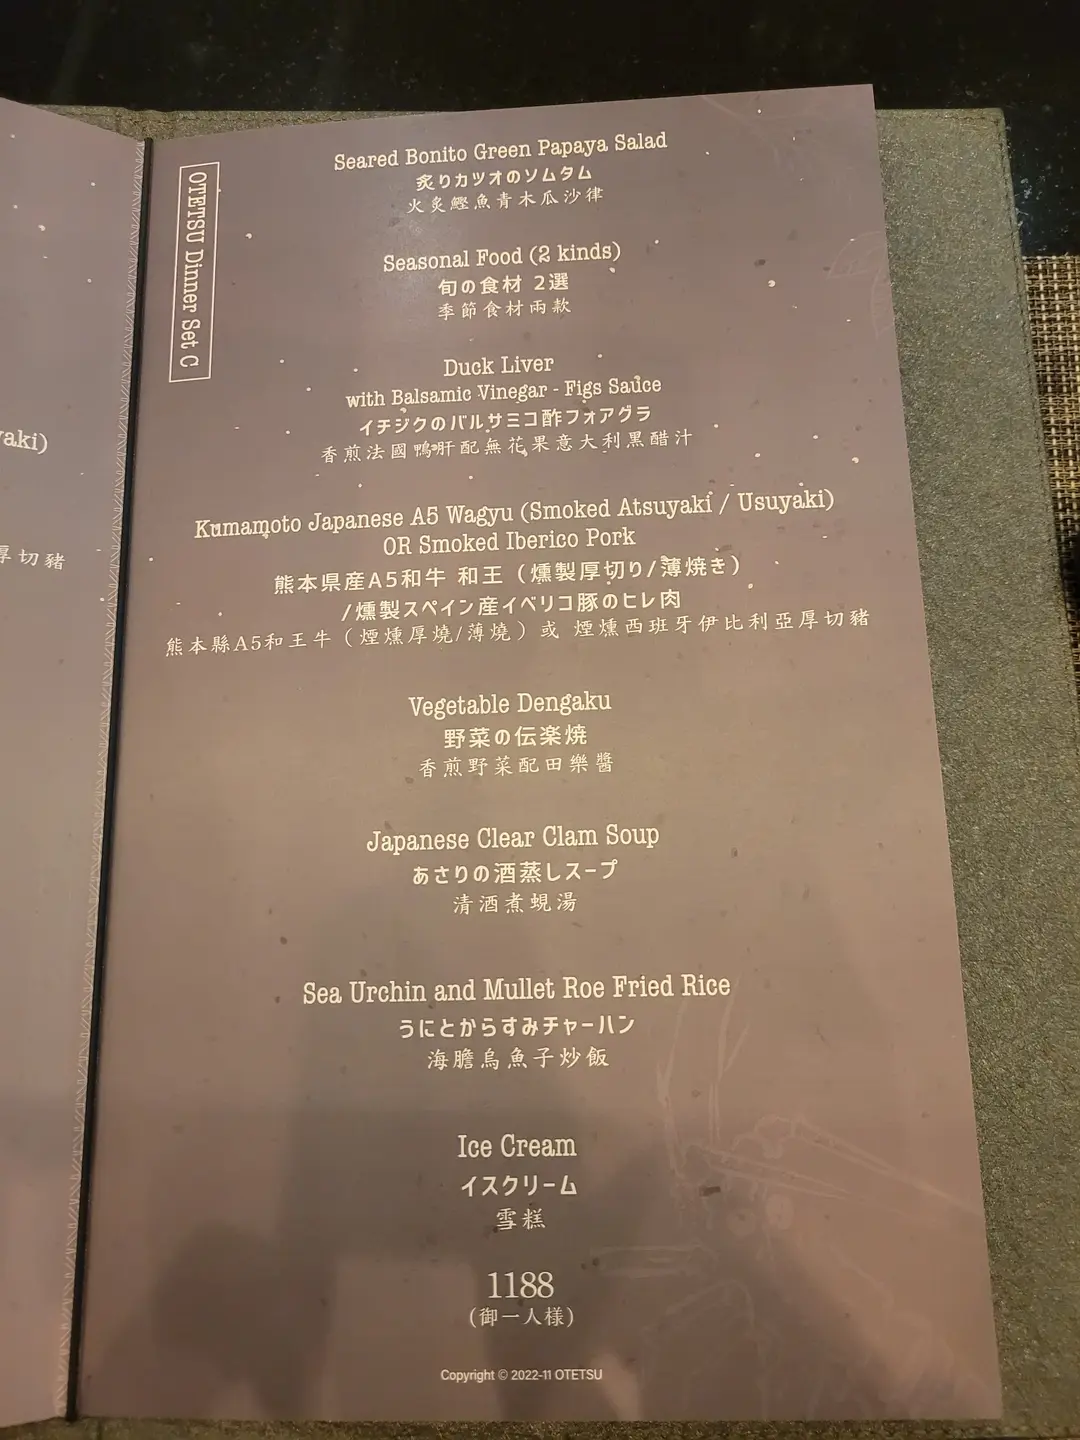 yaki)
厚切豬
OTETSU Dinner Set C
Seared Bonito Green Papaya Salad
炙りカツオのソムタム
火炙鰹魚青木瓜沙律
Seasonal Food (2 kinds)
旬の食材 2選
季節食材兩款
Duck Liver
with Balsamic Vinegar - Figs Sauce
イチジクのバルサミコ酢フォアグラ
香煎法國鴨肝配無花果意大利黑醋汁
Kumamoto Japanese A5 Wagyu (Smoked Atsuyaki / Usuyaki)
OR Smoked Iberico Pork
熊本県産A5和牛 和王（燻製厚切り/薄焼き）
/燻製スペイン産イベリコ豚のヒレ肉
熊本縣A5和王牛（煙燻厚燒/薄燒）或 煙燻西班牙伊比利亞厚切豬
Vegetable Dengaku
野菜の伝楽焼
香煎野菜配田樂醬
Japanese Clear Clam Soup
あさりの酒蒸しスープ
清酒煮蜆湯
Sea Urchin and Mullet Roe Fried Rice
うにとからすみチャーハン
海膽烏魚子炒飯
Ice Cream
イスクリーム
雪糕
1188
(御一人様)
Copyright © 2022-11 OTETSU